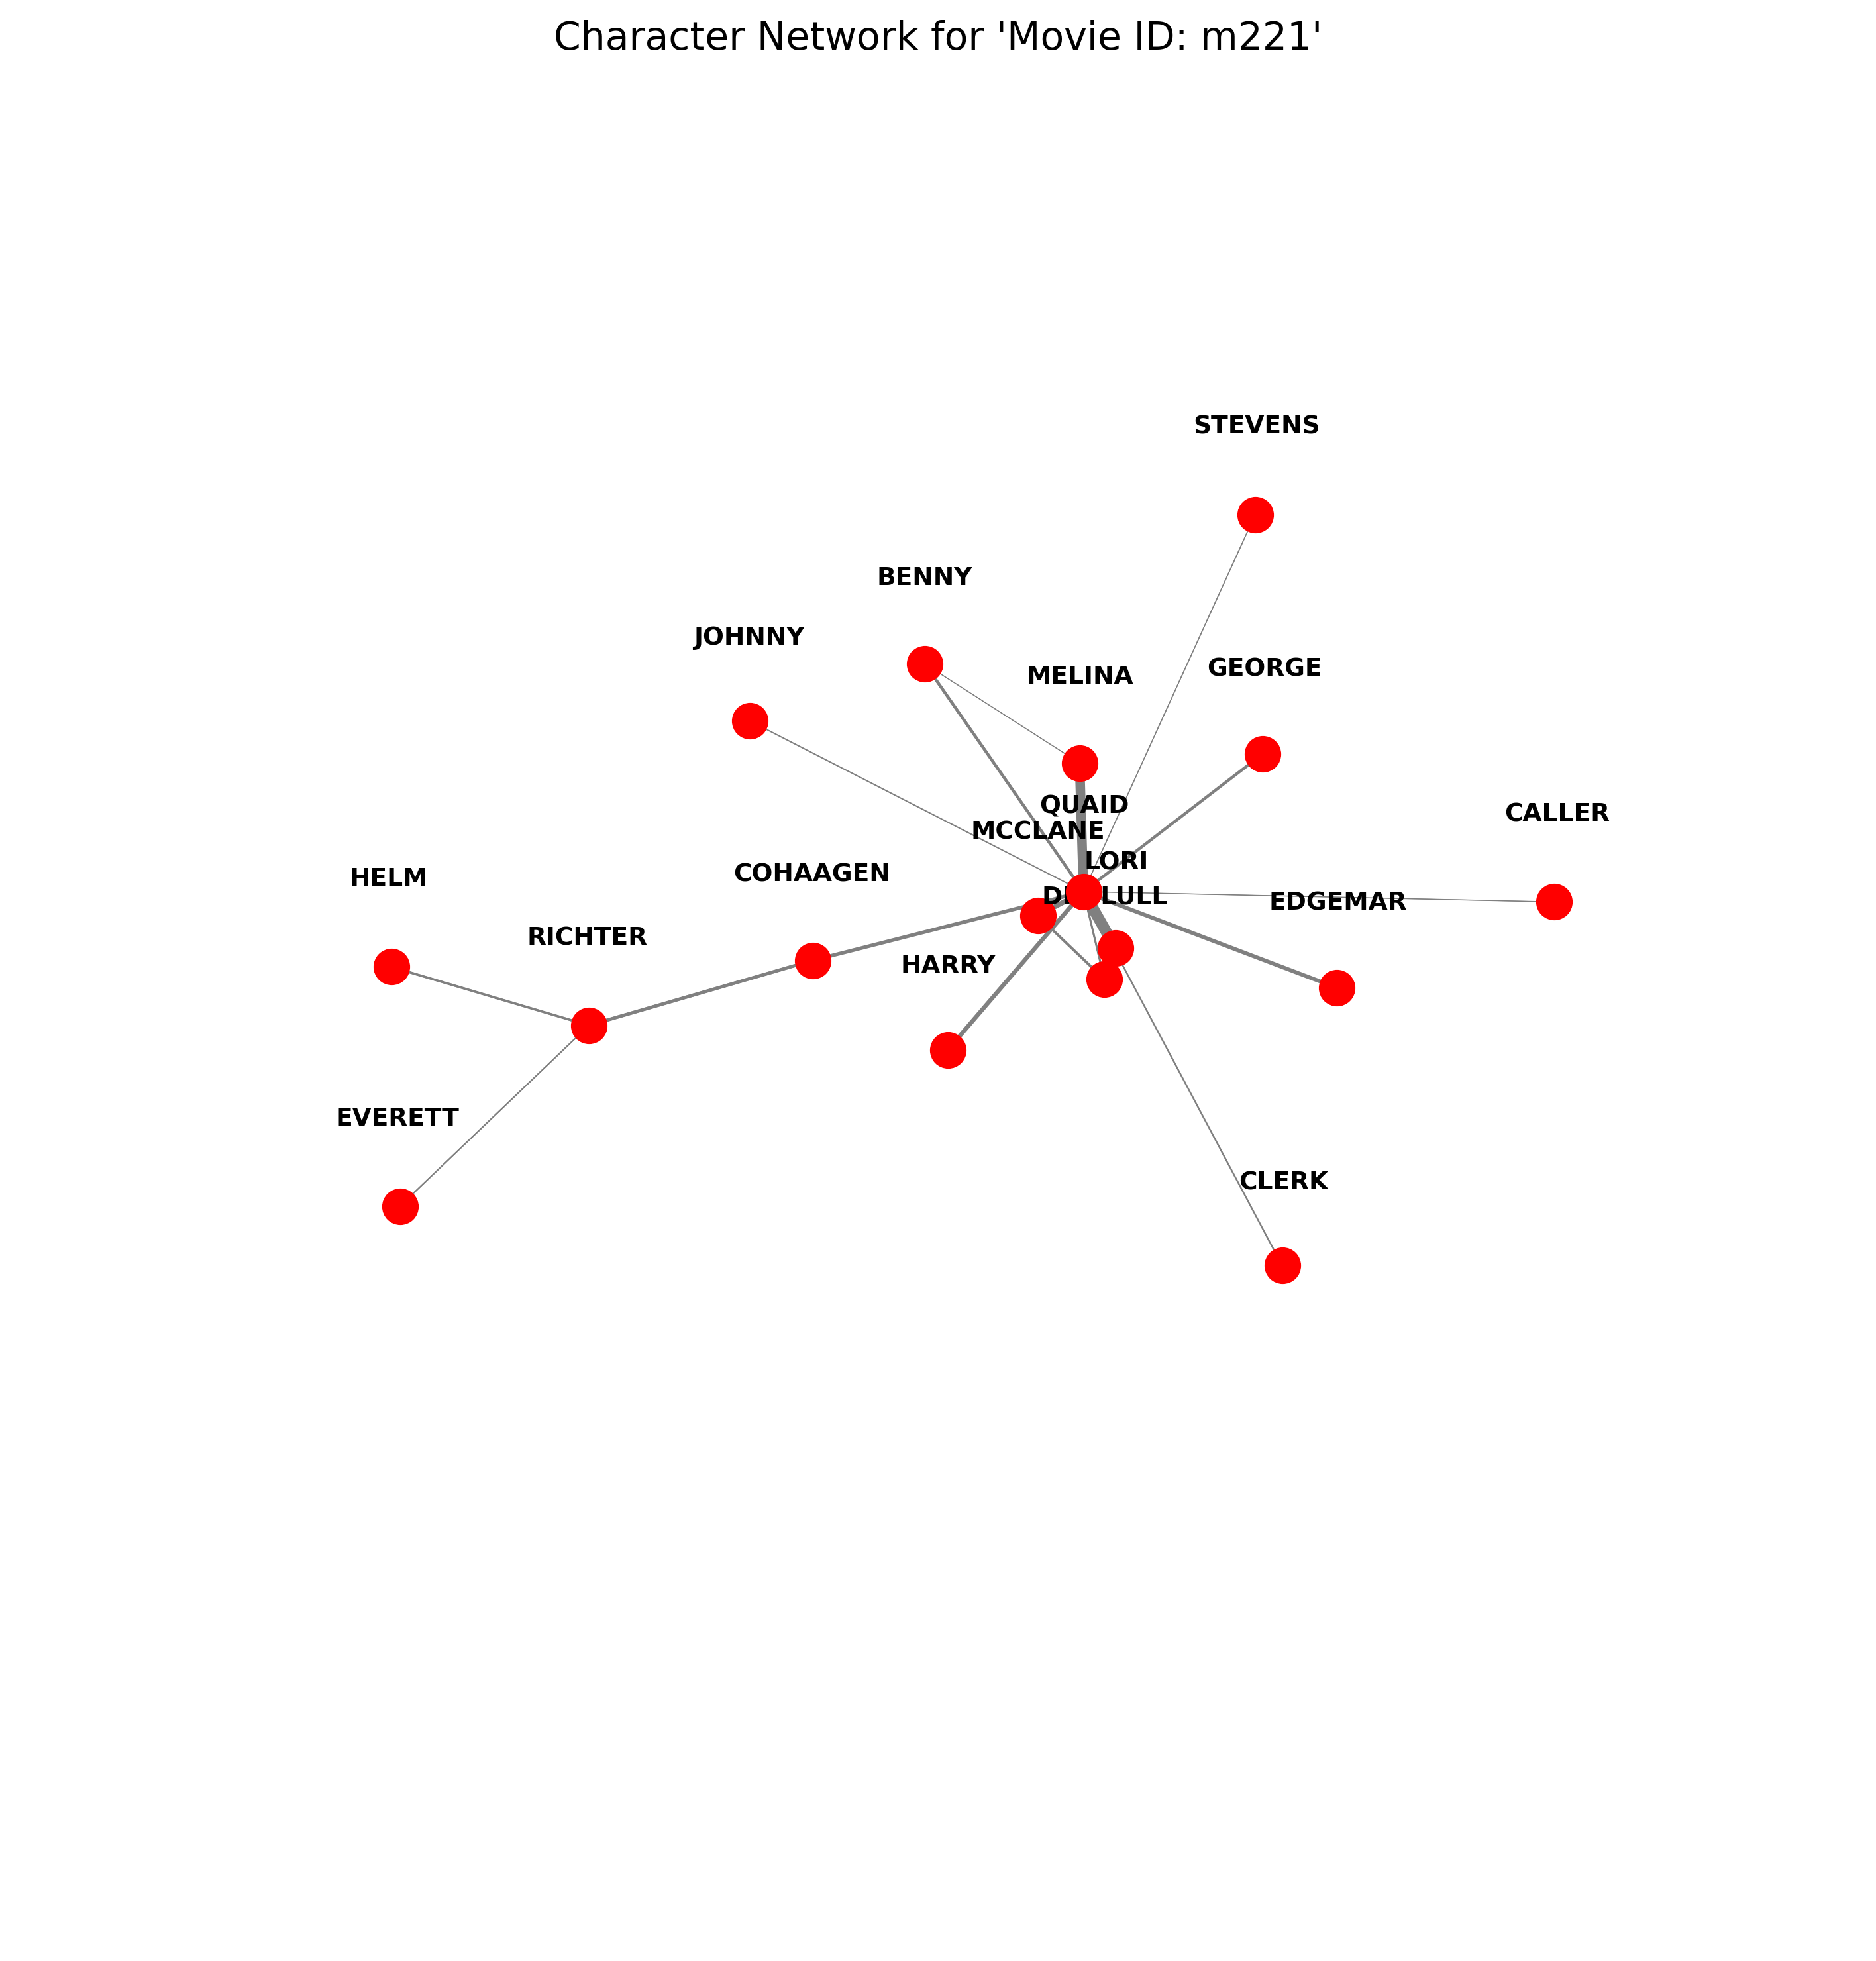 Character Network for 'Movie ID: m221'
STEVENS
BENNY
JOHNNY
GEORGE
MELINA
QUAID
CALLER
MCCLANE
LORI
COHAAGEN
HELM
LULL
EDGEMAR
RICHTER
HARRY
EVERETT
CLERK